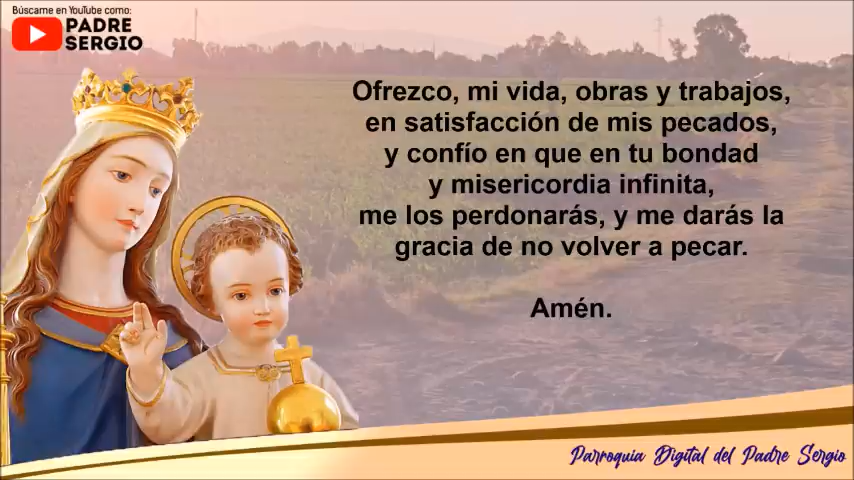 Búscame en YouTube como:
PADRE
SERGIO
Ofrezco, mi vida, obras y trabajos,
en satisfacción de mis pecados,
y confío en que en tu bondad
y misericordia infinita,
me los perdonarás, y me darás la
gracia de no volver a pecar.
Amén.
Parroquia Digital del Padre Sergio